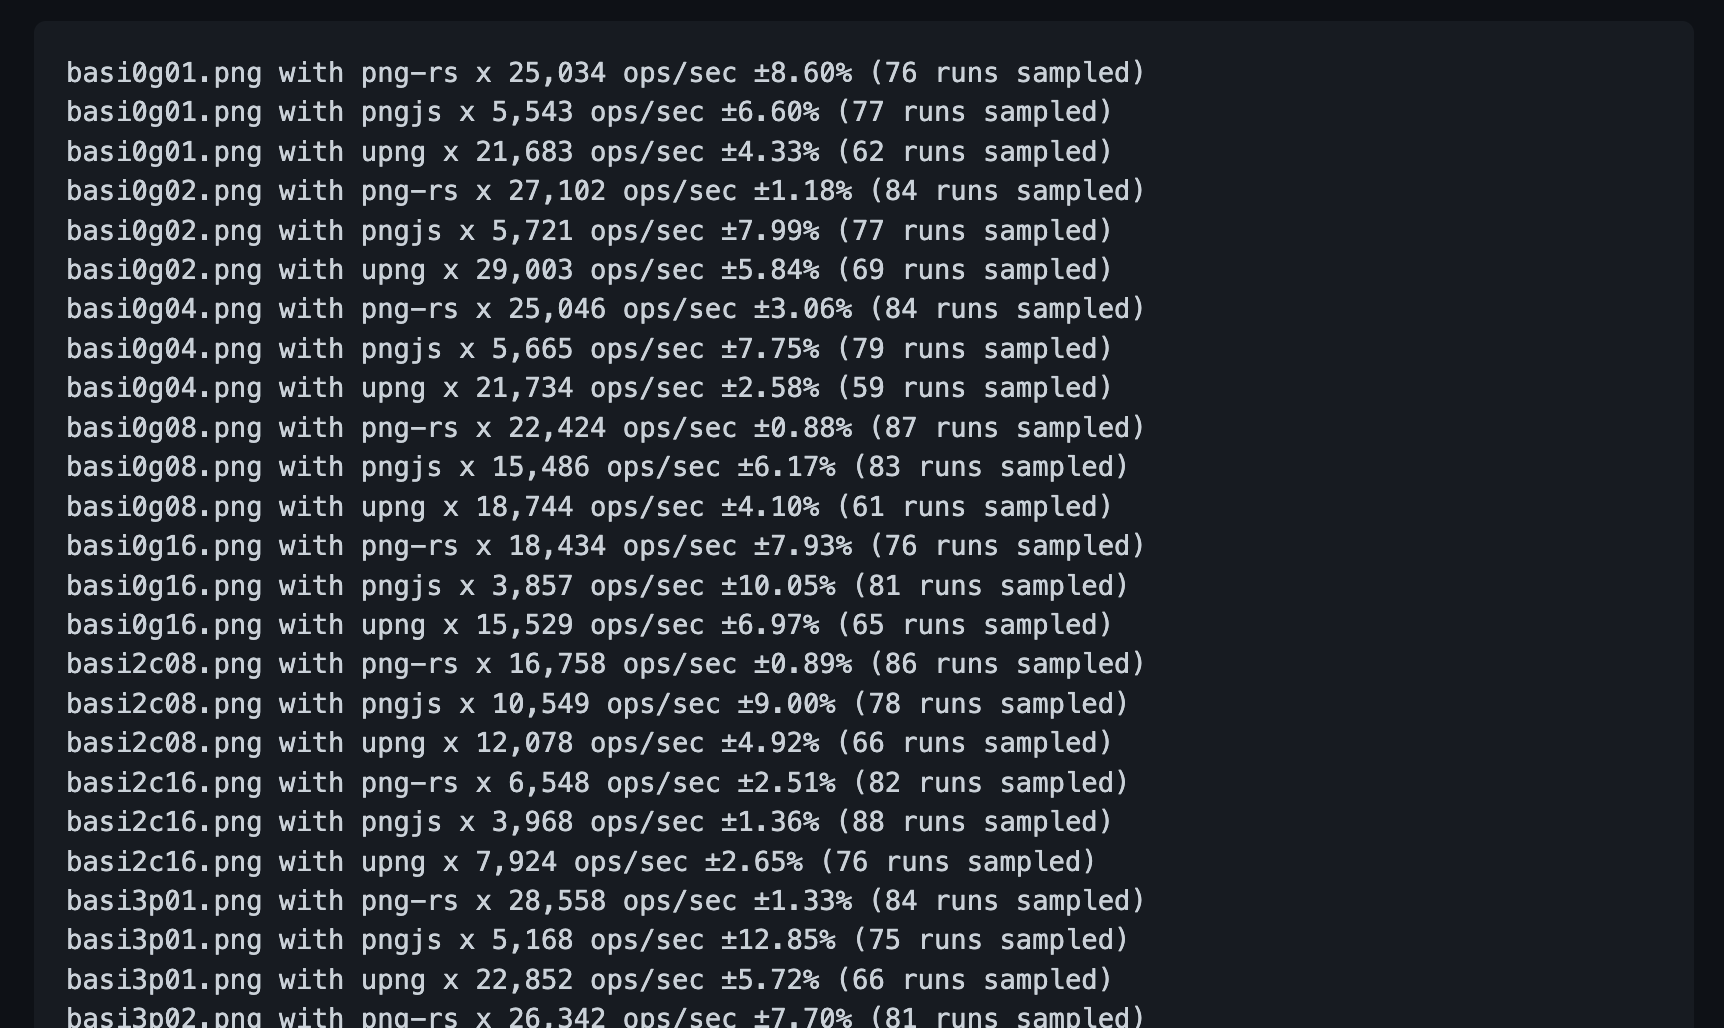 basi0g01.png with png-rs x 25,034 ops/sec ±8.60% (76 runs sampled)
basi0g01.png with pngjs x 5,543 ops/sec ±6.60% (77 runs sampled)
basi0g01.png with upng x 21,683 ops/sec ±4.33% (62 runs sampled)
basi0g02.png with png-rs x 27,102 ops/sec ±1.18% (84 runs sampled)
basi0g02.png with pngjs x 5,721 ops/sec ±7.99% (77 runs sampled)
basi0g02.png with upng x 29,003 ops/sec ±5.84% (69 runs sampled)
basi0g04.png with png-rs x 25,046 ops/sec ±3.06% (84 runs sampled)
basi0g04.png with pngjs x 5,665 ops/sec ±7.75% (79 runs sampled)
basi0g04.png with upng x 21,734 ops/sec ±2.58% (59 runs sampled)
basi0g08.png with png-rs x 22,424 ops/sec ±0.88% (87 runs sampled)
basi0g08.png with pngjs x 15,486 ops/sec ±6.17% (83 runs sampled)
basi0g08.png with upng x 18,744 ops/sec ±4.10% (61 runs sampled)
basi0g16.png with png-rs x 18,434 ops/sec ±7.93% (76 runs sampled)
basi0g16.png with pngjs x 3,857 ops/sec ±10.05% (81 runs sampled)
basi0g16.png with upng x 15,529 ops/sec ±6.97% (65 runs sampled)
basi2c08.png with png-rs x 16,758 ops/sec ±0.89% (86 runs sampled)
basi2c08.png with pngjs x 10,549 ops/sec ±9.00% (78 runs sampled)
basi2c08.png with upng x 12,078 ops/sec ±4.92% (66 runs sampled)
basi2c16.png with png-rs x 6,548 ops/sec ±2.51% (82 runs sampled)
basi2c16.png with pngjs x 3,968 ops/sec ±1.36% (88 runs sampled)
basi2c16.png with upng x 7,924 ops/sec ±2.65% (76 runs sampled)
basi3p01.png with png-rs x 28,558 ops/sec ±1.33% (84 runs sampled)
basi3p01.png with pngjs x 5,168 ops/sec ±12.85% (75 runs sampled)
basi3p01.png with upng x 22,852 ops/sec ±5.72% (66 runs sampled)
basi3p02.png with png-rs x 26,342 ops/sec ±7.70% (81 runs sampled)